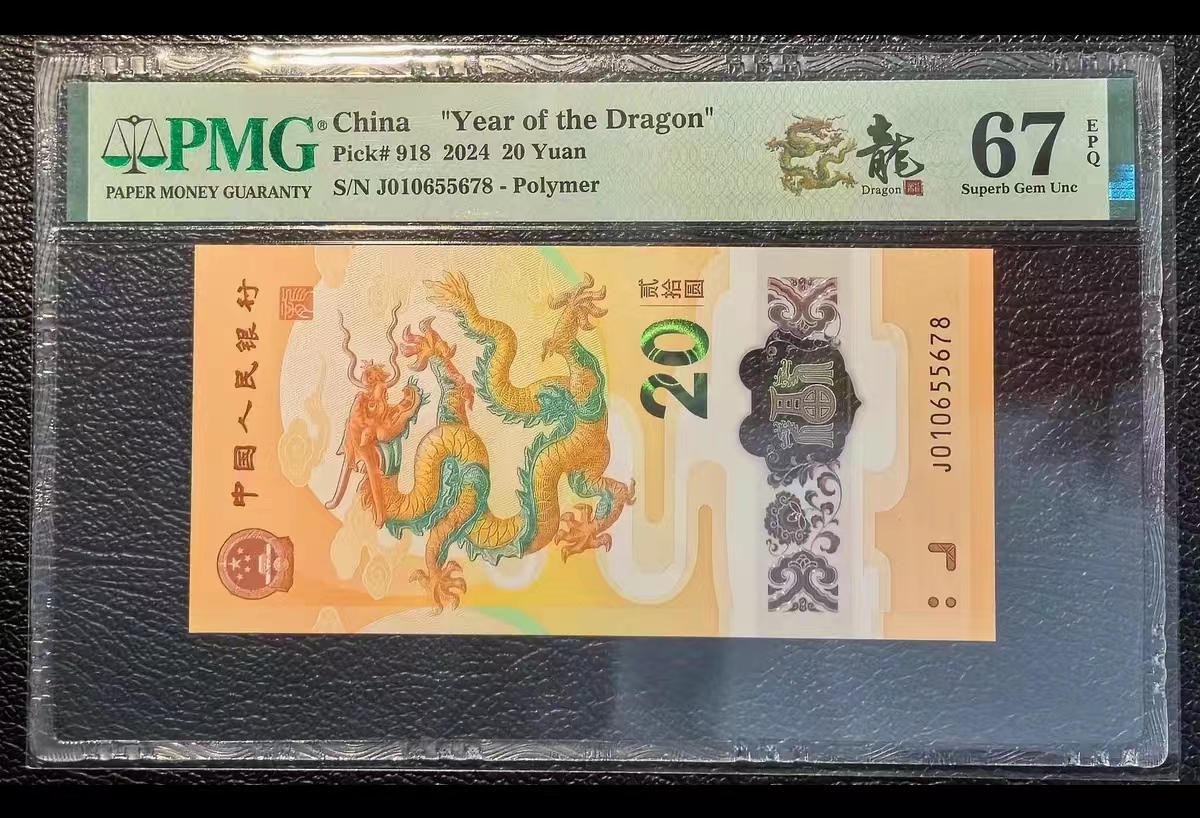 PMG®
PAPER MONEY GUARANTY
China "Year of the Dragon"
Pick# 918 2024 20 Yuan
S/N J010655678 - Polymer
龍
Dragon
67
EPQ
Superb Gem Unc
中国人民银行
贰拾圆
20
J010655678